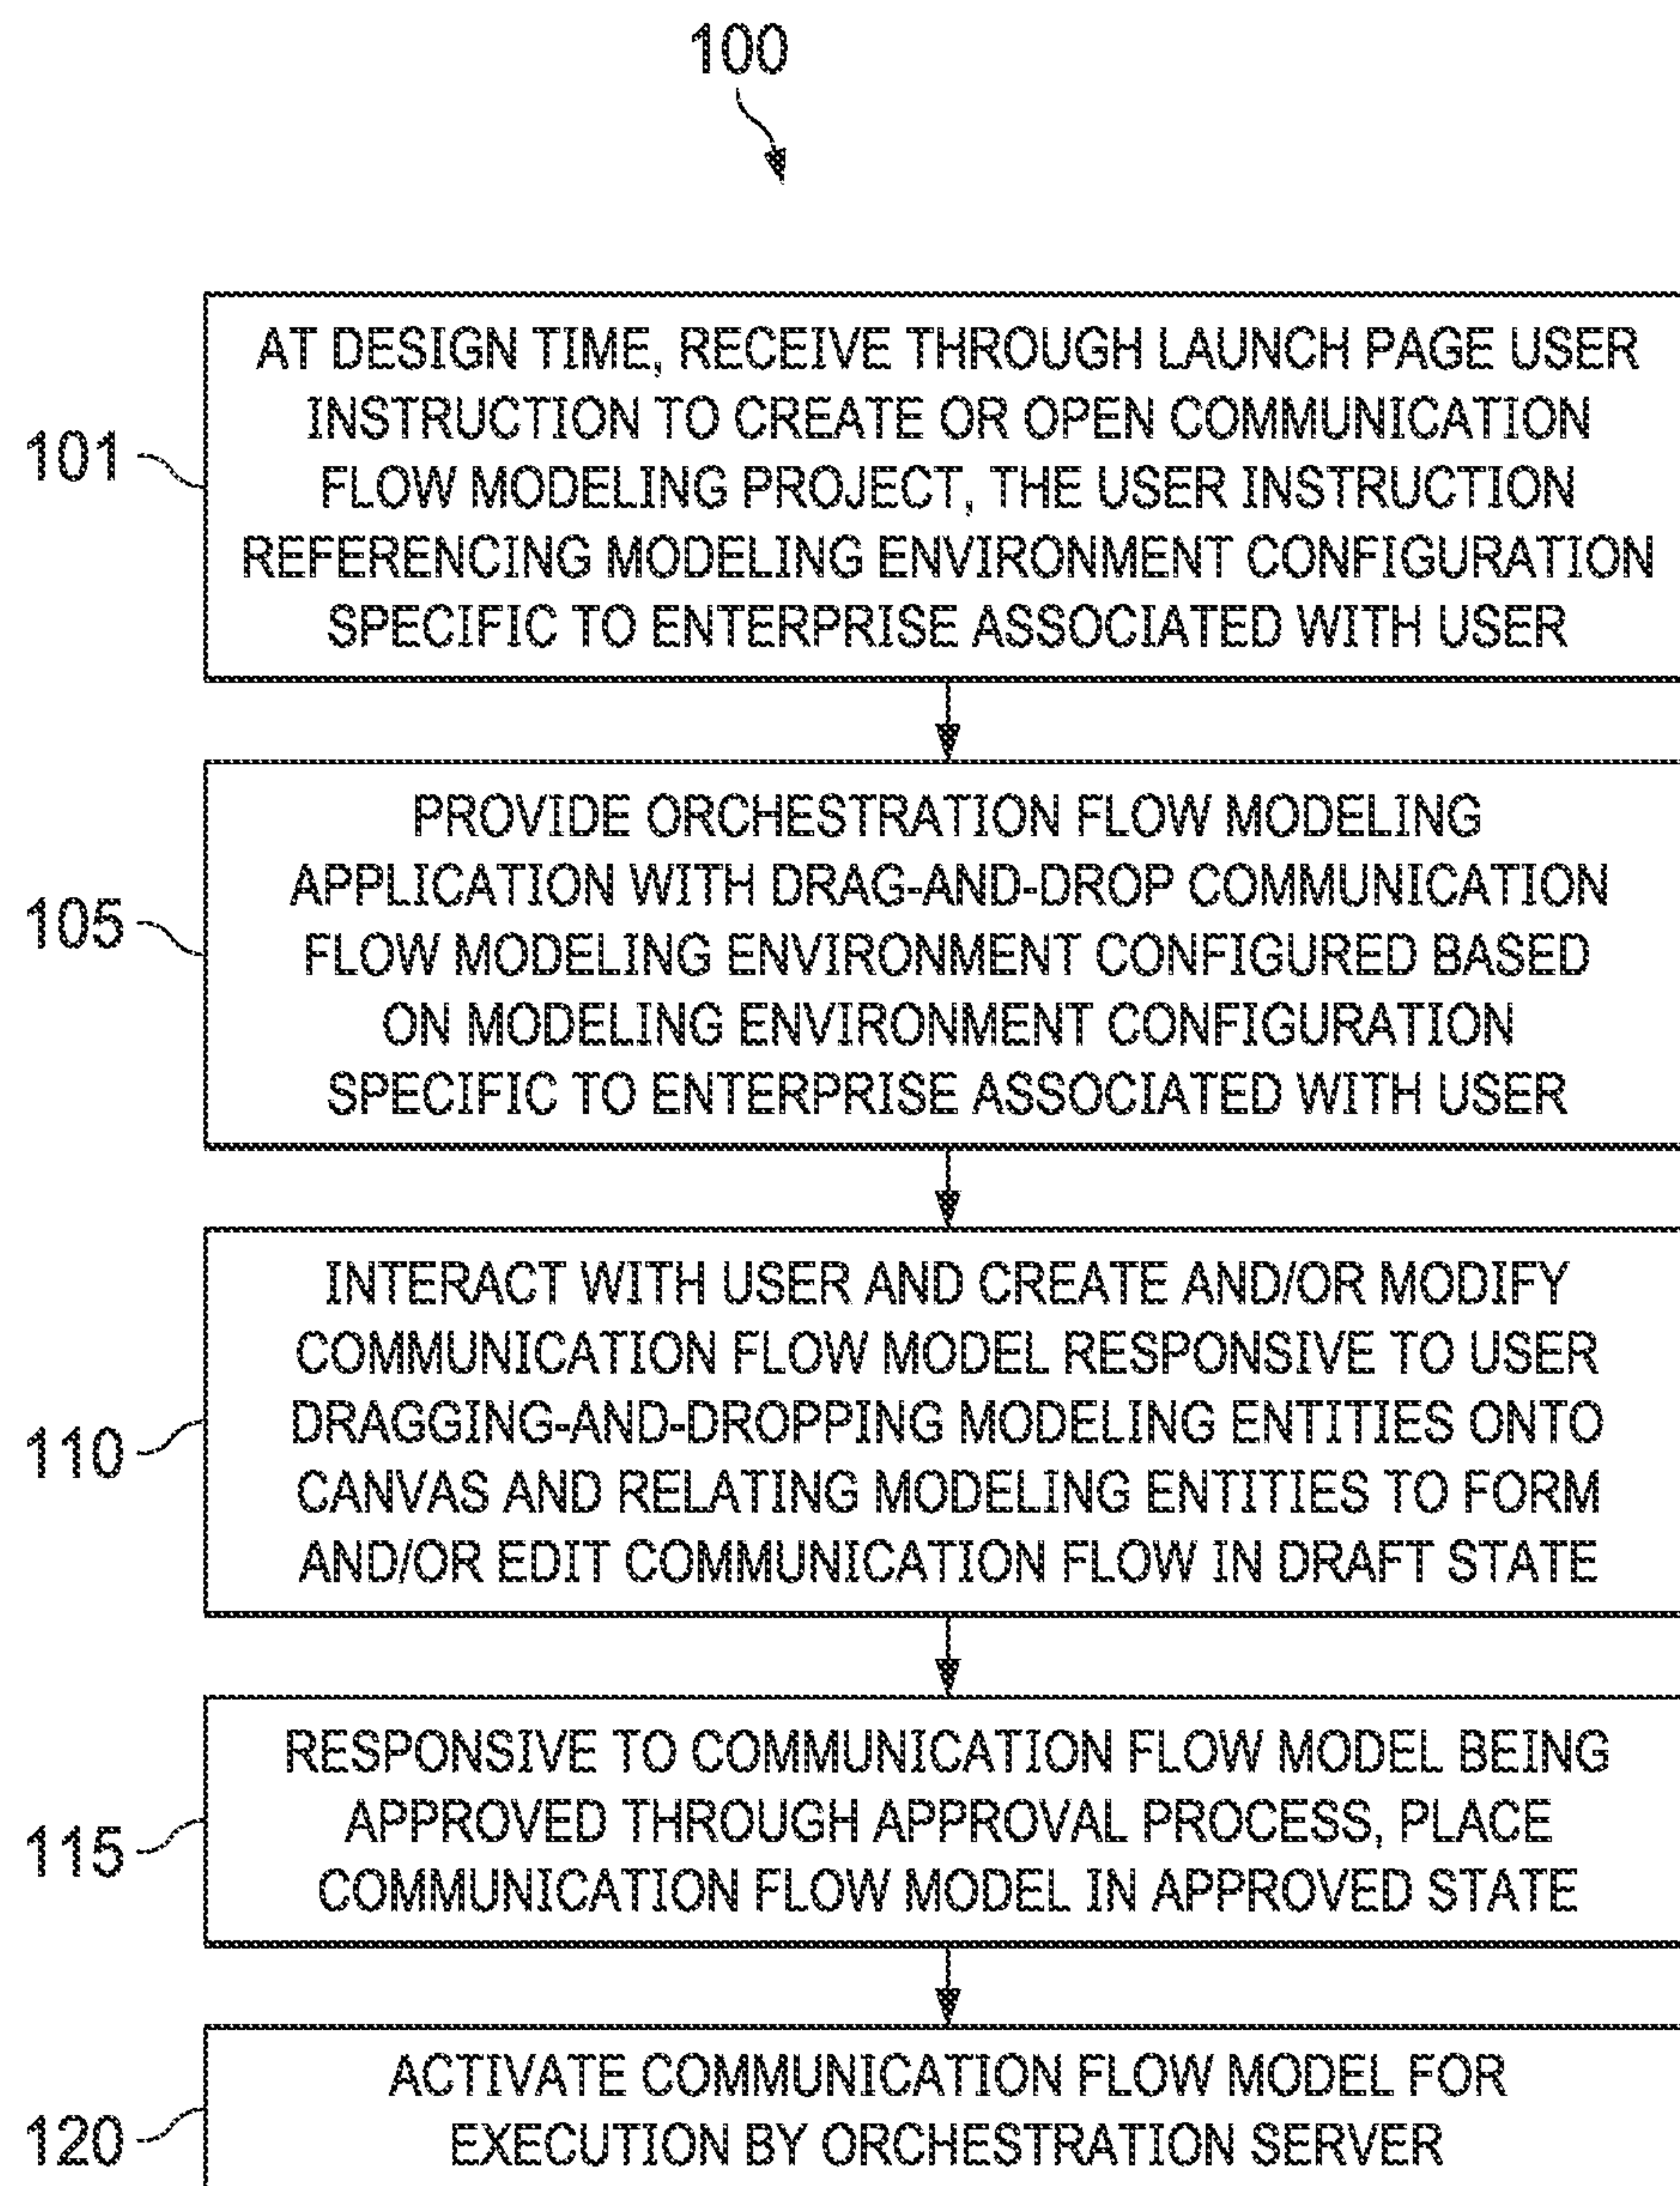 100
AT DESIGN TIME, RECEIVE THROUGH LAUNCH PAGE USER
INSTRUCTION TO CREATE OR OPEN COMMUNICATION
FLOW MODELING PROJECT, THE USER INSTRUCTION
REFERENCING MODELING ENVIRONMENT CONFIGURATION
SPECIFIC TO ENTERPRISE ASSOCIATED WITH USER
101
PROVIDE ORCHESTRATION FLOW MODELING
APPLICATION WITH DRAG-AND-DROP COMMUNICATION
FLOW MODELING ENVIRONMENT CONFIGURED BASED
ON MODELING ENVIRONMENT CONFIGURATION
SPECIFIC TO ENTERPRISE ASSOCIATED WITH USER
105
INTERACT WITH USER AND CREATE AND/OR MODIFY
COMMUNICATION FLOW MODEL RESPONSIVE TO USER
DRAGGING-AND-DROPPING MODELING ENTITIES ONTO
CANVAS AND RELATING MODELING ENTITIES TO FORM
AND/OR EDIT COMMUNICATION FLOW IN DRAFT STATE
110
RESPONSIVE TO COMMUNICATION FLOW MODEL BEING
APPROVED THROUGH APPROVAL PROCESS, PLACE
COMMUNICATION FLOW MODEL IN APPROVED STATE
115
ACTIVATE COMMUNICATION FLOW MODEL FOR
EXECUTION BY ORCHESTRATION SERVER
120